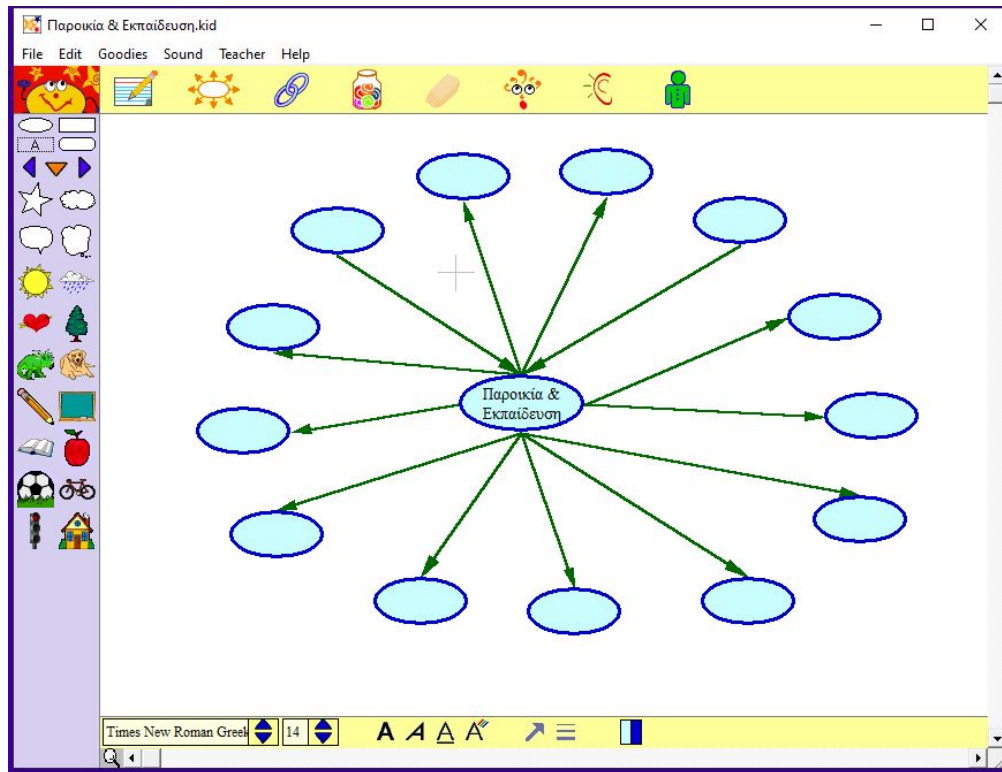 Παροικία & Εκπαίδευση.kid
File Edit Goodies Sound Teacher Help
A
Παροικία &
Εκπαίδευση
Times New Roman Greek 14 A A A A